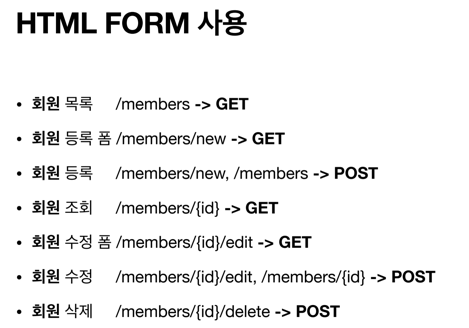 HTML FORM 사용
• 회원 목록 /members -> GET
• 회원 등록 폼 /members/new -> GET
• 회원 등록 /members/new, /members -> POST
• 회원 조회 /members/{id} -> GET
• 회원 수정 폼 /members/{id}/edit -> GET
• 회원 수정 /members/{id}/edit, /members/{id} -> POST
• 회원 삭제 /members/{id}/delete -> POST